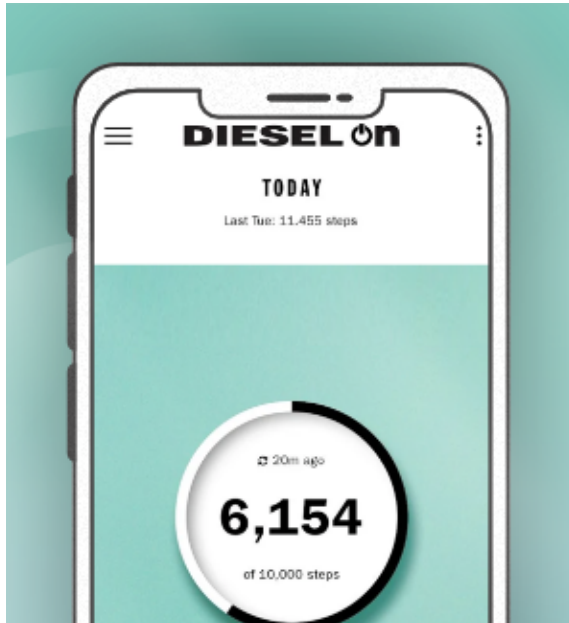 DIESEL ON
TODAY
Last Tue: 11,455 steps
20m ago
6,154
of 10,000 steps